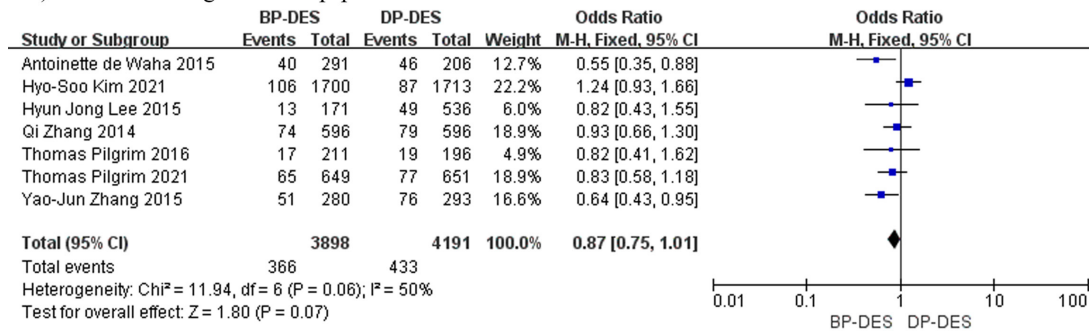 BP-DES DP-DES Odds Ratio Odds Ratio
Study or Subgroup Events Total Events Total Weight M-H, Fixed, 95% CI M-H, Fixed, 95% CI
Antoinette de Waha 2015 40 291 46 206 12.7% 0.55 [0.35, 0.88]
Hyo-Soo Kim 2021 106 1700 87 1713 22.2% 1.24 [0.93, 1.66]
Hyun Jong Lee 2015 13 171 49 536 6.0% 0.82 [0.43, 1.55]
Qi Zhang 2014 74 596 79 596 18.9% 0.93 [0.66, 1.30]
Thomas Pilgrim 2016 17 211 19 196 4.9% 0.82 [0.41, 1.62]
Thomas Pilgrim 2021 65 649 77 651 18.9% 0.83 [0.58, 1.18]
Yao-Jun Zhang 2015 51 280 76 293 16.6% 0.64 [0.43, 0.95]
Total (95% CI) 3898 4191 100.0% 0.87 [0.75, 1.01]
Total events 366 433
Heterogeneity: Chi² = 11.94, df = 6 (P = 0.06); I² = 50%
Test for overall effect: Z = 1.80 (P = 0.07)
0.01 0.1 1 10 100
BP-DES DP-DES